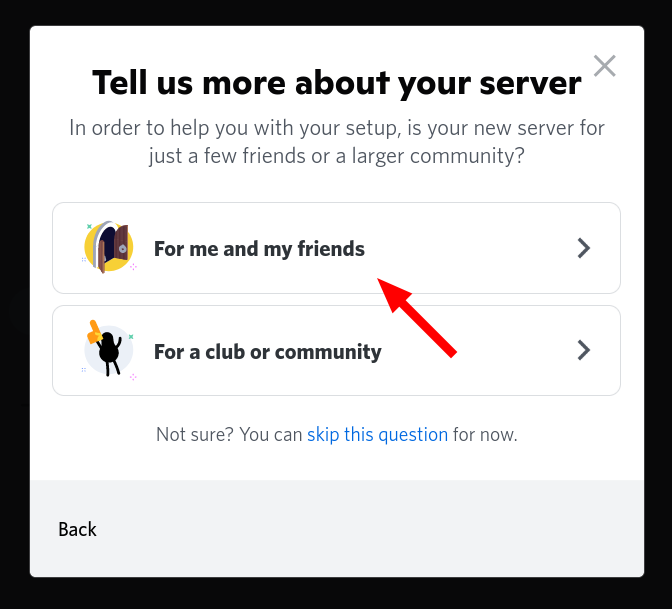 Tell us more about your server
In order to help you with your setup, is your new server for
just a few friends or a larger community?
For me and my friends
For a club or community
Not sure? You can skip this question for now.
Back